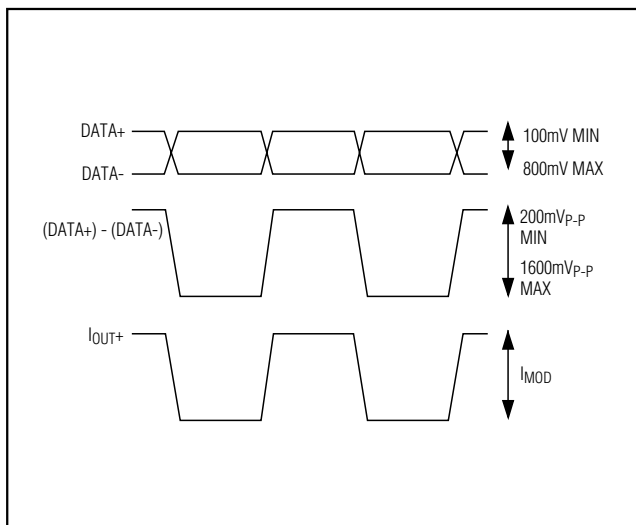 DATA+
100mV MIN
DATA-
800mV MAX
(DATA+) - (DATA-)
200mVP-P
MIN
1600mVP-P
MAX
IOUT+
IMOD